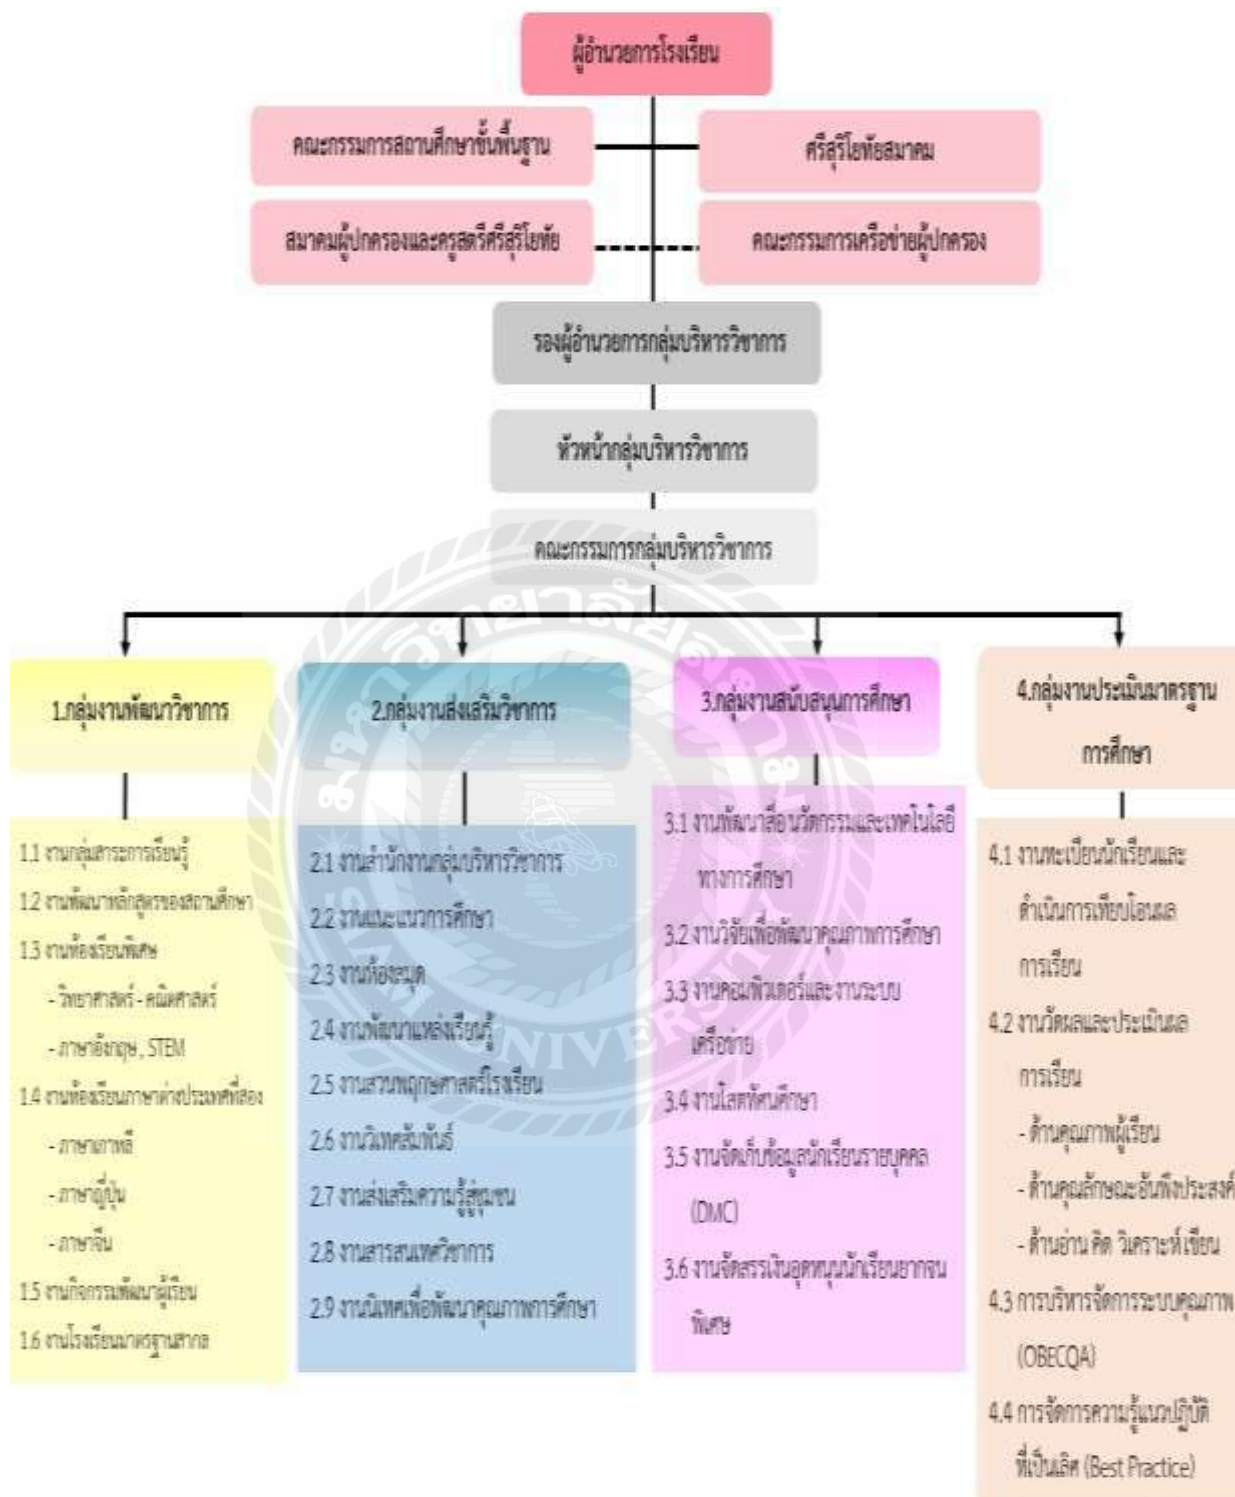 ผู้อำนวยการโรงเรียน
คณะกรรมการสถานศึกษาขั้นพื้นฐาน
ศรีสุริโยทัยสมาคม
สมาคมผู้ปกครองและครูสตรีศรีสุริโยทัย
คณะกรรมการเครือข่ายผู้ปกครอง
รองผู้อำนวยการกลุ่มบริหารวิชาการ
หัวหน้ากลุ่มบริหารวิชาการ
คณะกรรมการกลุ่มบริหารวิชาการ
1.กลุ่มงานพัฒนาวิชาการ
1.1 งานกลุ่มสาระการเรียนรู้
1.2 งานพัฒนาหลักสูตรของสถานศึกษา
1.3 งานห้องเรียนพิเศษ
- วิทยาศาสตร์ - คณิตศาสตร์
- ภาษาอังกฤษ , STEM
1.4 งานห้องเรียนภาษาต่างประเทศที่สอง
- ภาษาเกาหลี
- ภาษาญี่ปุ่น
- ภาษาจีน
1.5 งานกิจกรรมพัฒนาผู้เรียน
1.6 งานโรงเรียนมาตรฐานสากล
2.กลุ่มงานส่งเสริมวิชาการ
2.1 งานสำนักงานกลุ่มบริหารวิชาการ
2.2 งานแนะแนวการศึกษา
2.3 งานห้องสมุด
2.4 งานพัฒนาแหล่งเรียนรู้
2.5 งานสวนพฤกษศาสตร์โรงเรียน
2.6 งานวิเทศสัมพันธ์
2.7 งานส่งเสริมความรู้สู่ชุมชน
2.8 งานสารสนเทศวิชาการ
2.9 งานนิเทศเพื่อพัฒนาคุณภาพการศึกษา
3.กลุ่มงานสนับสนุนการศึกษา
3.1 งานพัฒนาสื่อนวัตกรรมและเทคโนโลยี
ทางการศึกษา
3.2 งานวิจัยเพื่อพัฒนาคุณภาพการศึกษา
3.3 งานคอมพิวเตอร์และงานระบบ
เครือข่าย
3.4 งานโสตทัศนศึกษา
3.5 งานจัดเก็บข้อมูลนักเรียนรายบุคคล
(DMC)
3.6 งานจัดสรรเงินอุดหนุนนักเรียนยากจน
พิเศษ
4.กลุ่มงานประเมินมาตรฐาน
การศึกษา
4.1 งานทะเบียนนักเรียนและ
ดำเนินการเทียบโอนผล
การเรียน
4.2 งานวัดผลและประเมินผล
การเรียน
- ด้านคุณภาพผู้เรียน
- ด้านคุณลักษณะอันพึงประสงค์
- ด้านอ่าน คิด วิเคราะห์ เขียน
4.3 การบริหารจัดการระบบคุณภาพ
(OBECQA)
4.4 การจัดการความรู้แนวปฏิบัติ
ที่เป็นเลิศ (Best Practice)
มหาวิทยาลัยสยาม
SIAM UNIVERSITY